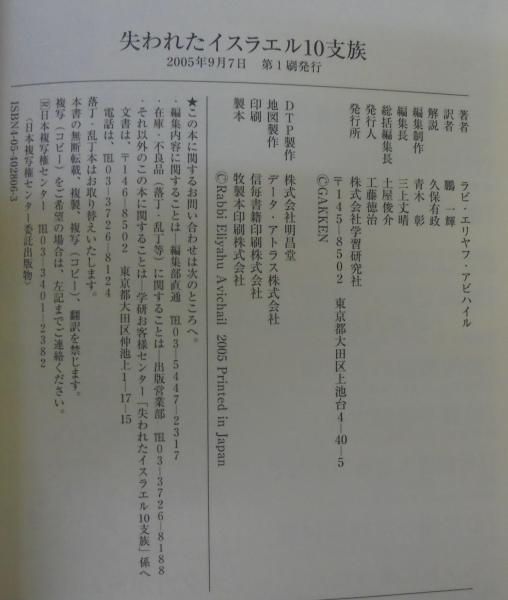 失われたイスラエル10支族
2005年9月7日　第1刷発行
著者　ラビ・エリヤフ・アビハイル
訳者　鵬　一輝
解説　久保有政
編集制作　青木　彰
編集長　三上丈晴
総括編集長　土屋俊介
発行人　工藤徳治
発行所　株式会社学習研究社
〒145―8502　東京都大田区上池台4―40―5
©GAKKEN
DTP製作　株式会社明昌堂
地図製作　データ・アトラス株式会社
印刷　信毎書籍印刷株式会社
製本　牧製本印刷株式会社
©Rabbi Eliyahu Avichail　2005 Printed in Japan
★この本に関するお問い合わせは次のところへ。
・編集内容に関することは　編集部直通　℡03―5447―2317
・在庫・不良品（落丁・乱丁等）に関することは―出版営業部　℡03―3726―8188
・それ以外のこの本に関することは―学研お客様センター「失われたイスラエル10支族」係へ
文書は、〒146―8502　東京都大田区仲池上1―17―15
電話は、℡03―3726―8124
落丁・乱丁本はお取り替えいたします。
本書の無断転載、複製、複写（コピー）、翻訳を禁じます。
複写（コピー）をご希望の場合は、左記までご連絡ください。
Ⓡ日本複写権センター　℡03―3401―2382
（日本複写権センター委託出版物）
ISBN4-05-402806-3